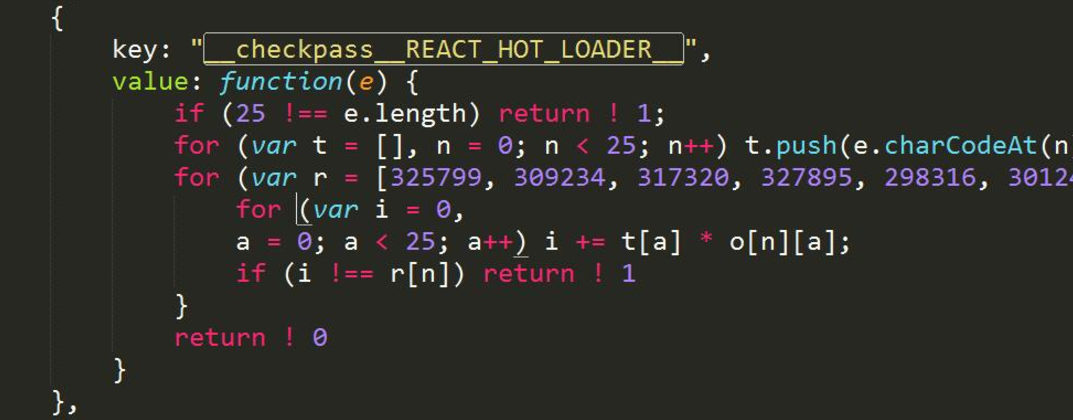 {
key: "__checkpass__REACT_HOT_LOADER__",
value: function(e) {
if (25 !== e.length) return ! 1;
for (var t = [], n = 0; n < 25; n++) t.push(e.charCodeAt(n
for (var r = [325799, 309234, 317320, 327895, 298316, 30124
for (var i = 0,
a = 0; a < 25; a++) i += t[a] * o[n][a];
if (i !== r[n]) return ! 1
}
return ! 0
}
},